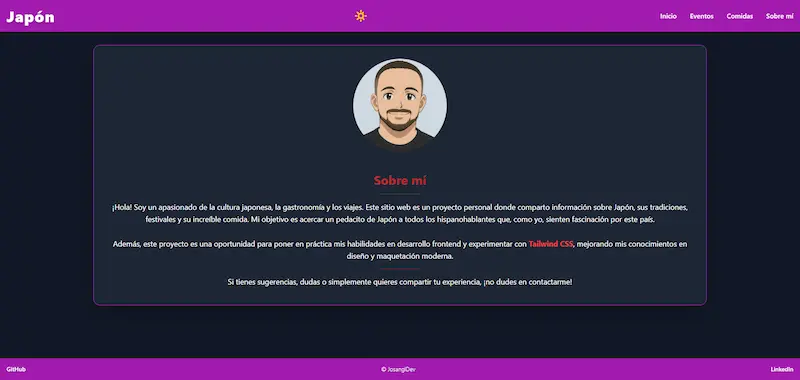 Japón
Inicio Eventos Comidas Sobre mí
Sobre mí
¡Hola! Soy un apasionado de la cultura japonesa, la gastronomía y los viajes. Este sitio web es un proyecto personal donde comparto información sobre Japón, sus tradiciones,
festivales y su increíble comida. Mi objetivo es acercar un pedacito de Japón a todos los hispanohablantes que, como yo, sienten fascinación por este país.
Además, este proyecto es una oportunidad para poner en práctica mis habilidades en desarrollo frontend y experimentar con Tailwind CSS, mejorando mis conocimientos en
diseño y maquetación moderna.
Si tienes sugerencias, dudas o simplemente quieres compartir tu experiencia, ¡no dudes en contactarme!
GitHub © JosangiDev LinkedIn